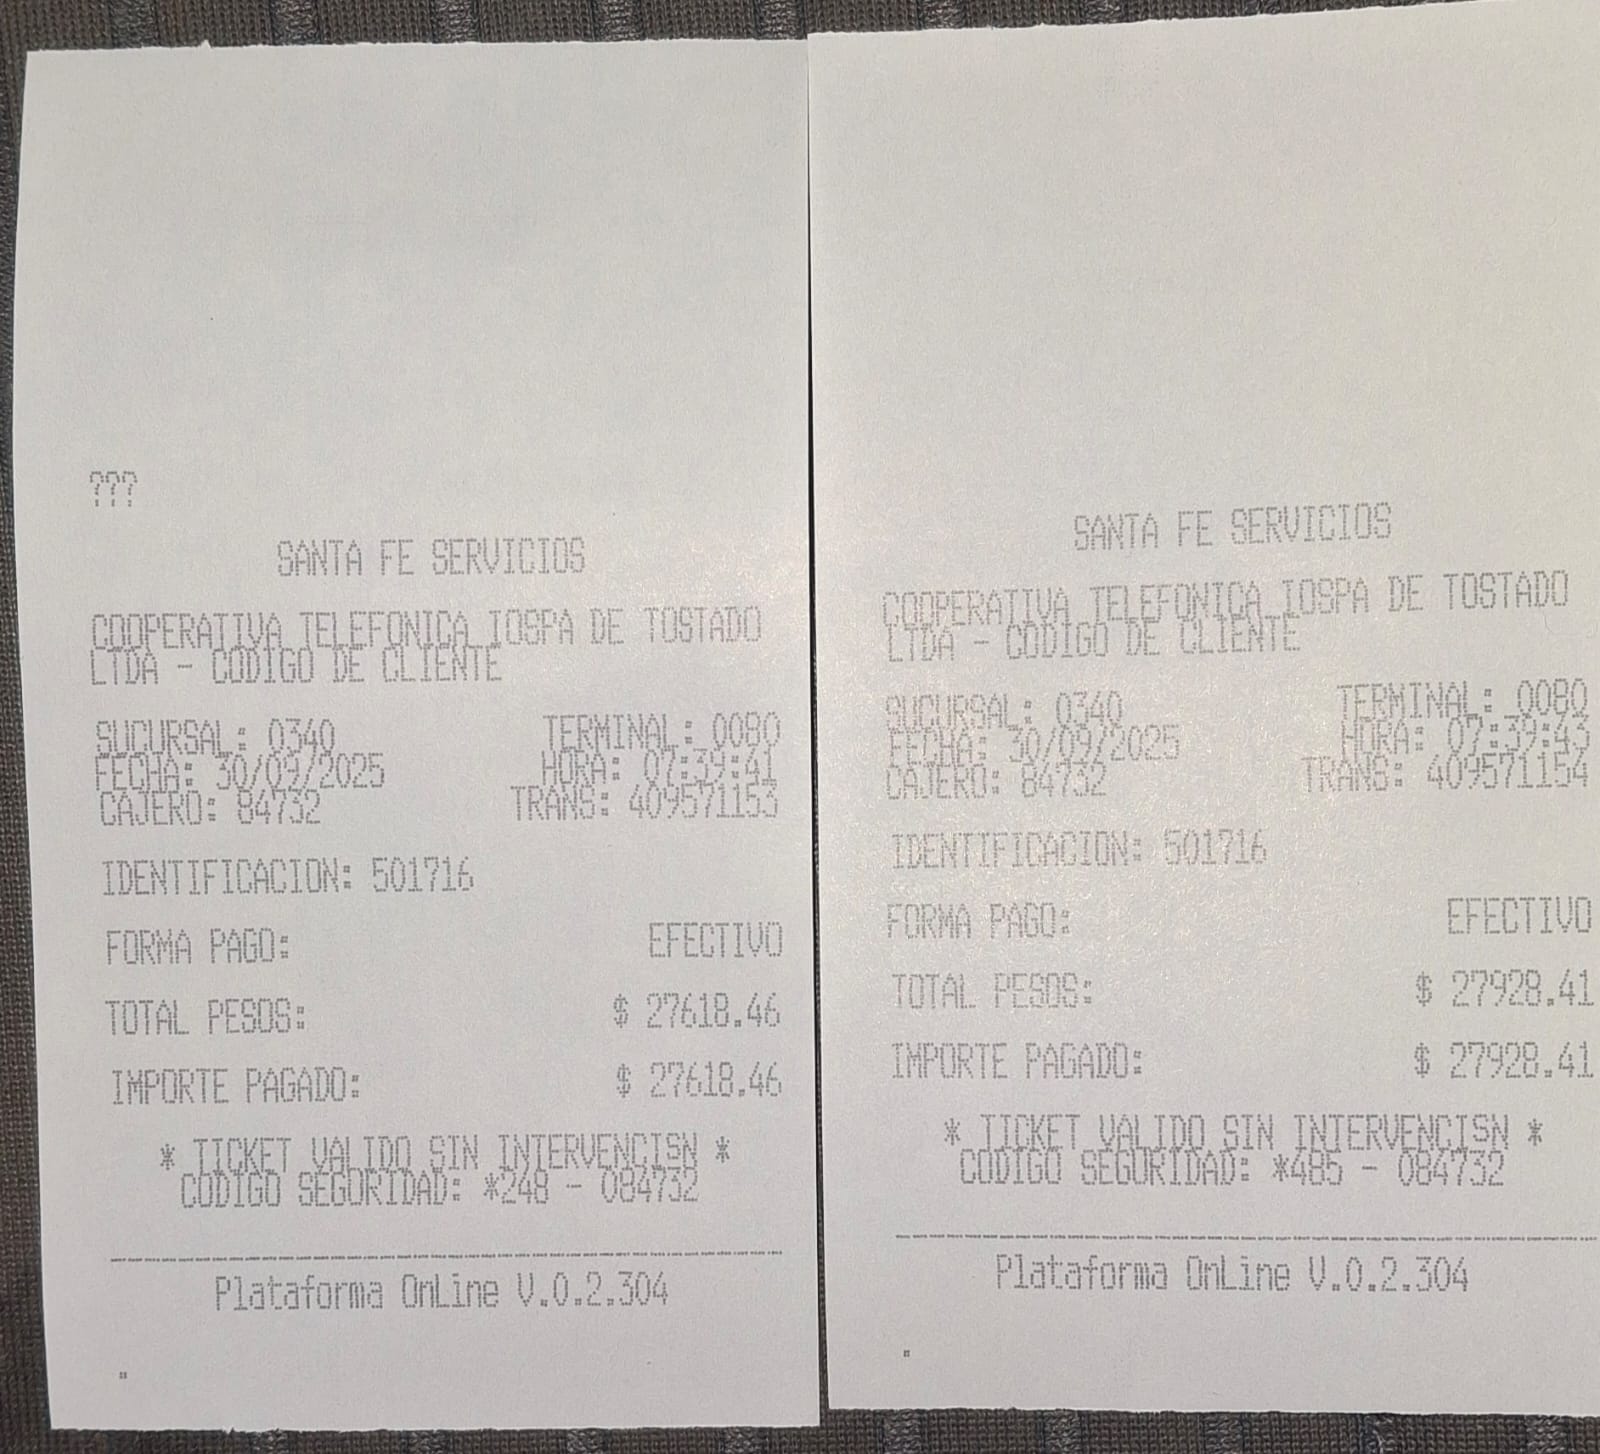 ???
SANTA FE SERVICIOS
COOPERATIVA TELEFONICA IOSPA DE TOSTADO
LTDA - CODIGO DE CLIENTE
SUCURSAL: 0340 TERMINAL: 0080
FECHA: 30/09/2025 HORA: 07:39:41
CAJERO: 84732 TRANS: 409571153
IDENTIFICACION: 501716
FORMA PAGO: EFECTIVO
TOTAL PESOS: $ 27618.46
IMPORTE PAGADO: $ 27618.46
* TICKET VALIDO SIN INTERVENCISN *
CODIGO SEGURIDAD: *248 - 084732
Plataforma OnLine V.0.2.304
SANTA FE SERVICIOS
COOPERATIVA TELEFONICA IOSPA DE TOSTADO
LTDA - CODIGO DE CLIENTE
SUCURSAL: 0340 TERMINAL: 0080
FECHA: 30/09/2025 HORA: 07:39:43
CAJERO: 84732 TRANS: 409571154
IDENTIFICACION: 501716
FORMA PAGO: EFECTIVO
TOTAL PESOS: $ 27928.41
IMPORTE PAGADO: $ 27928.41
* TICKET VALIDO SIN INTERVENCISN *
CODIGO SEGURIDAD: *485 - 084732
Plataforma OnLine V.0.2.304